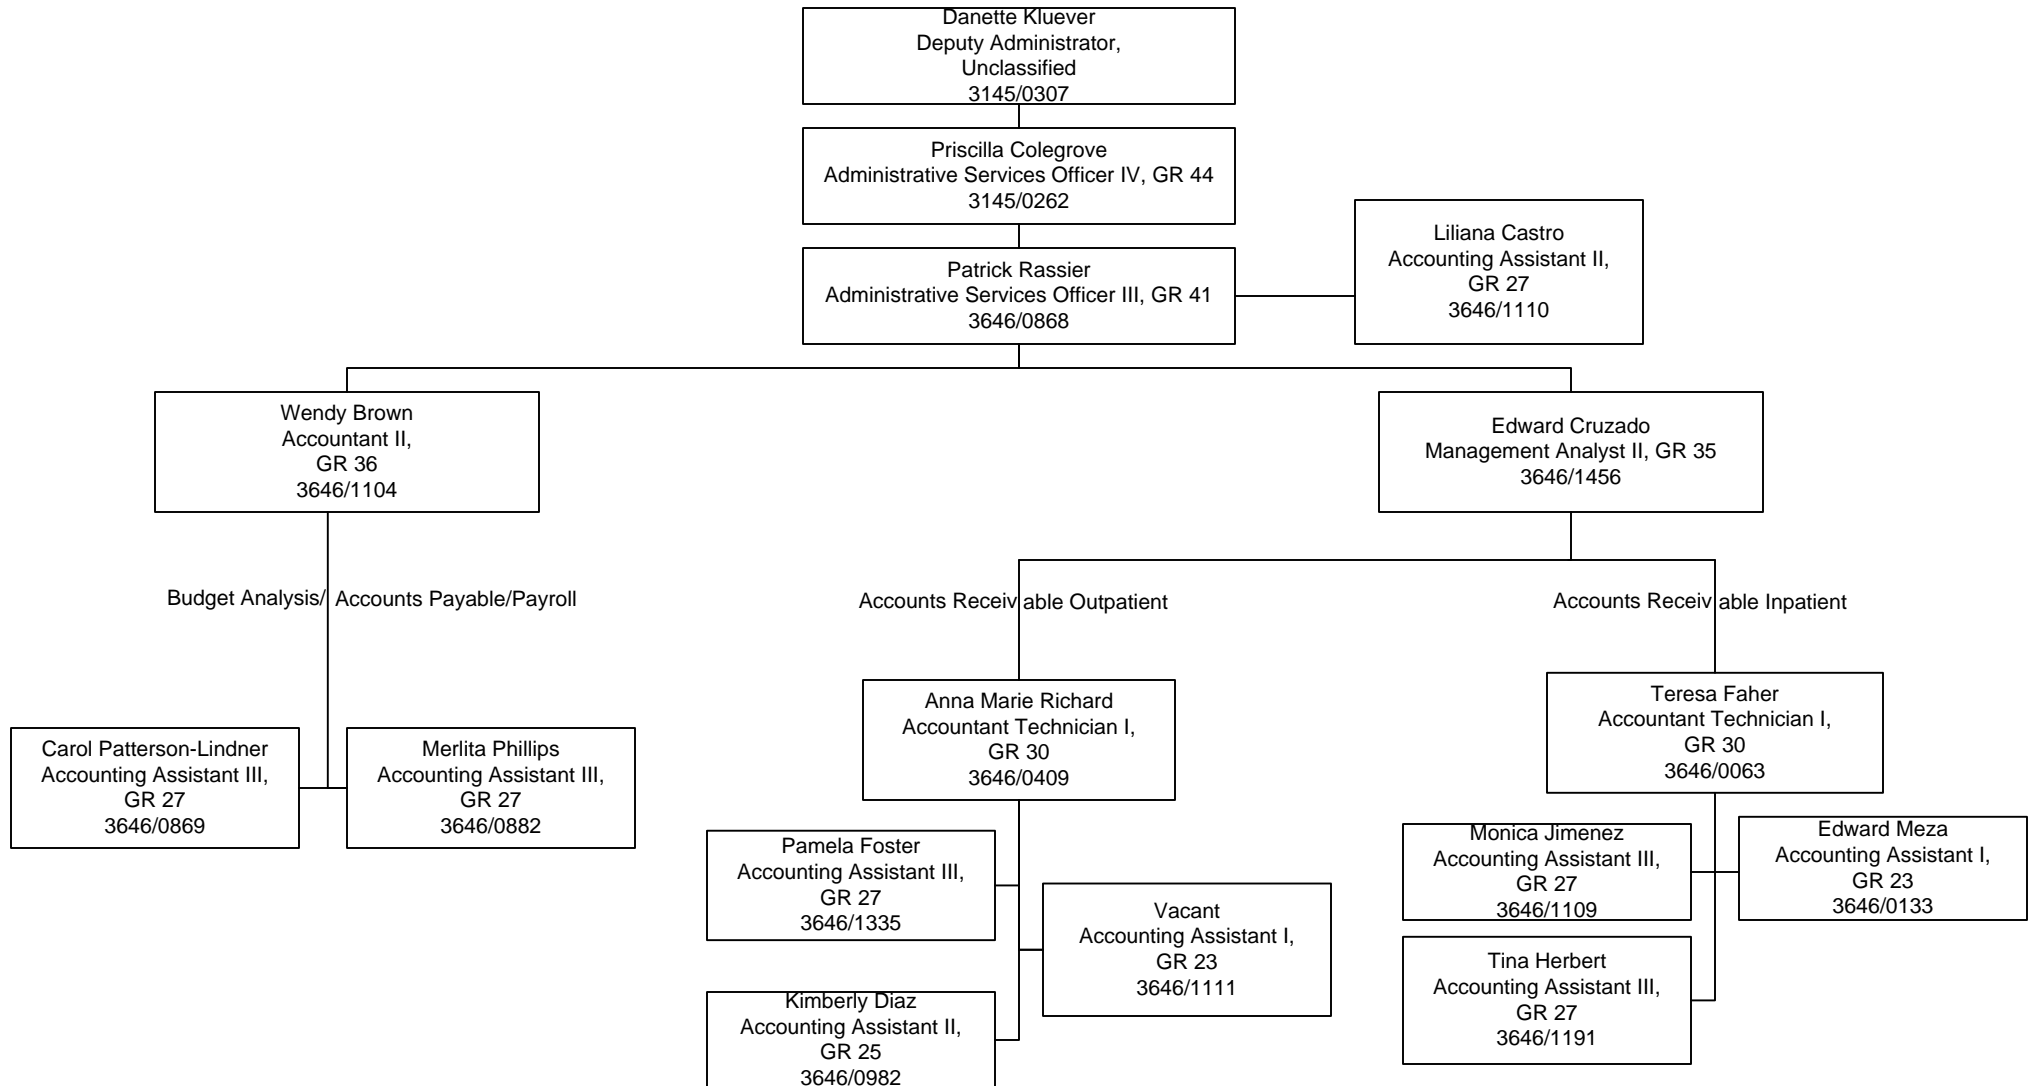 Danette Kluever
Deputy Administrator,
Unclassified
3145/0307
Priscilla Colegrove
Administrative Services Officer IV, GR 44
3145/0262
Patrick Rassier
Administrative Services Officer III, GR 41
3646/0868
Liliana Castro
Accounting Assistant II,
GR 27
3646/1110
Wendy Brown
Accountant II,
GR 36
3646/1104
Edward Cruzado
Management Analyst II, GR 35
3646/1456
Budget Analysis/ Accounts Payable/Payroll
Accounts Receivable Outpatient
Accounts Receivable Inpatient
Carol Patterson-Lindner
Accounting Assistant III,
GR 27
3646/0869
Merlita Phillips
Accounting Assistant III,
GR 27
3646/0882
Anna Marie Richard
Accountant Technician I,
GR 30
3646/0409
Teresa Faher
Accountant Technician I,
GR 30
3646/0063
Pamela Foster
Accounting Assistant III,
GR 27
3646/1335
Vacant
Accounting Assistant I,
GR 23
3646/1111
Kimberly Diaz
Accounting Assistant II,
GR 25
3646/0982
Monica Jimenez
Accounting Assistant III,
GR 27
3646/1109
Edward Meza
Accounting Assistant I,
GR 23
3646/0133
Tina Herbert
Accounting Assistant III,
GR 27
3646/1191